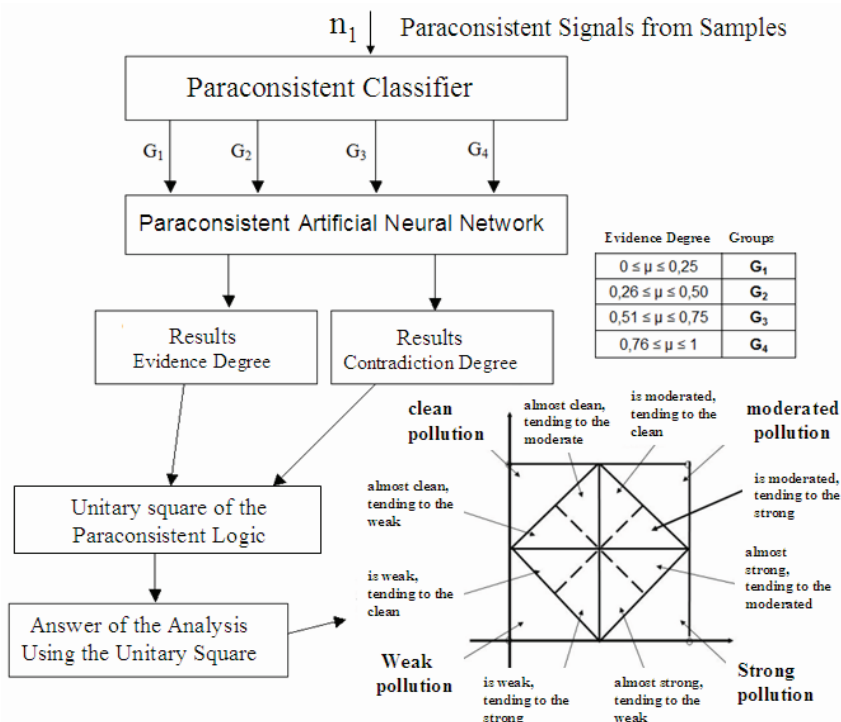 n1 Paraconsistent Signals from Samples
Paraconsistent Classifier
G1 G2 G3 G4
Paraconsistent Artificial Neural Network
Evidence Degree Groups
0 ≤ μ ≤ 0,25 G1
0,26 ≤ μ ≤ 0,50 G2
0,51 ≤ μ ≤ 0,75 G3
0,76 ≤ μ ≤ 1 G4
Results
Evidence Degree
Results
Contradiction Degree
clean
pollution
almost clean,
tending to the
moderate
is moderated,
tending to the
clean
moderated
pollution
almost clean,
tending to the
weak
is moderated,
tending to the
strong
Unitary square of the
Paraconsistent Logic
is weak,
tending to the
clean
almost
strong,
tending to the
moderated
Answer of the Analysis
Using the Unitary Square
Weak
pollution
is weak,
tending to the
strong
almost strong,
tending to the
weak
Strong
pollution